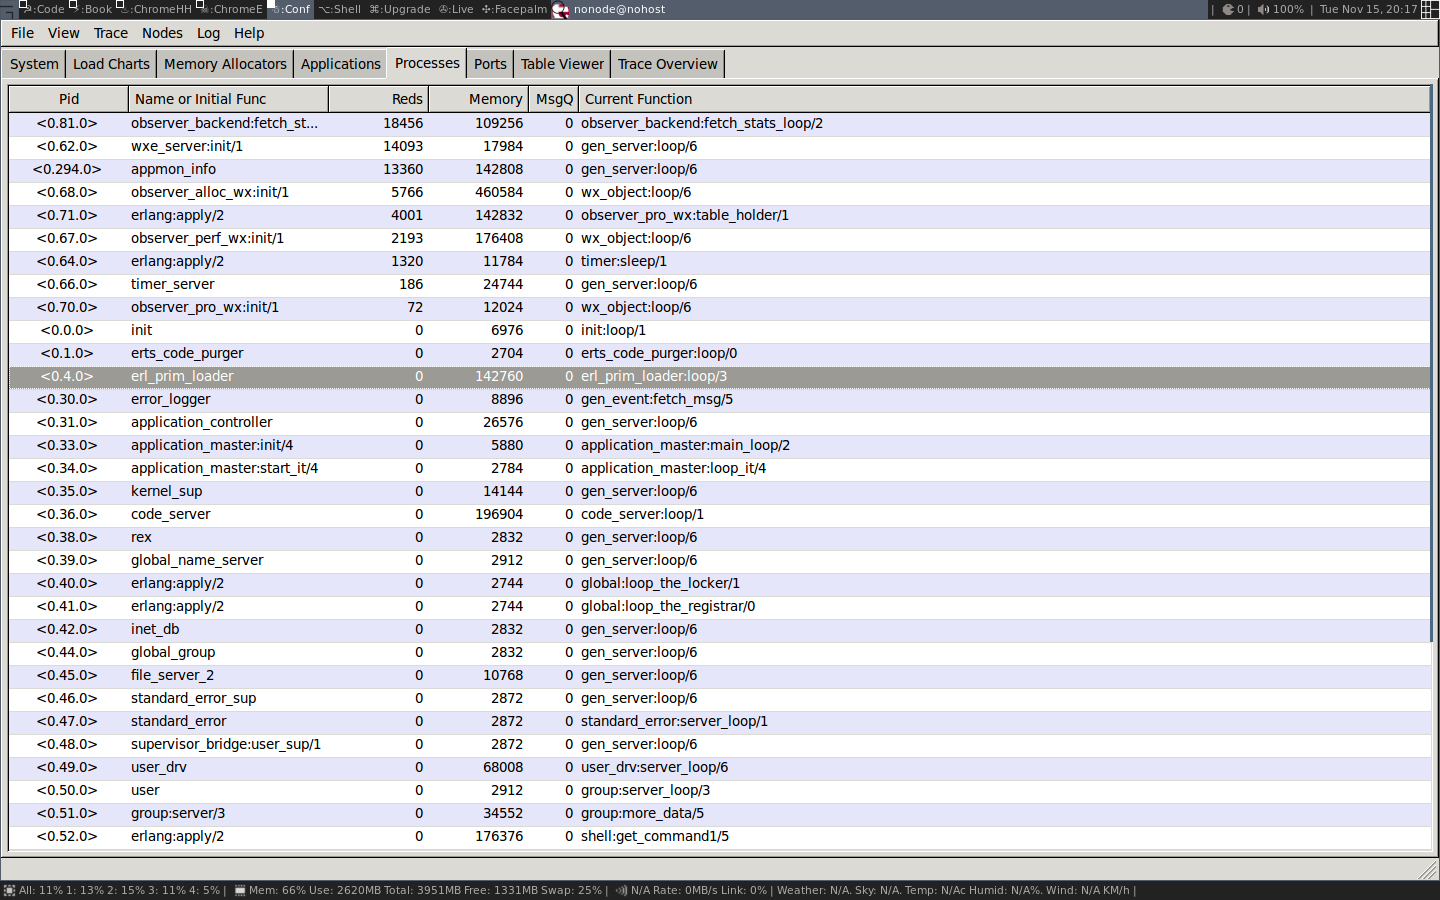 :Code :Book :ChromeHH :ChromeE :Conf :Shell :Upgrade :Live :Facepalm nonode@nohost | 0 | 100% | Tue Nov 15, 20:17
File View Trace Nodes Log Help
System Load Charts Memory Allocators Applications Processes Ports Table Viewer Trace Overview
Pid Name or Initial Func Reds Memory MsgQ Current Function
<0.81.0> observer_backend:fetch_st... 18456 109256 0 observer_backend:fetch_stats_loop/2
<0.62.0> wxe_server:init/1 14093 17984 0 gen_server:loop/6
<0.294.0> appmon_info 13360 142808 0 gen_server:loop/6
<0.68.0> observer_alloc_wx:init/1 5766 460584 0 wx_object:loop/6
<0.71.0> erlang:apply/2 4001 142832 0 observer_pro_wx:table_holder/1
<0.67.0> observer_perf_wx:init/1 2193 176408 0 wx_object:loop/6
<0.64.0> erlang:apply/2 1320 11784 0 timer:sleep/1
<0.66.0> timer_server 186 24744 0 gen_server:loop/6
<0.70.0> observer_pro_wx:init/1 72 12024 0 wx_object:loop/6
<0.0.0> init 0 6976 0 init:loop/1
<0.1.0> erts_code_purger 0 2704 0 erts_code_purger:loop/0
<0.4.0> erl_prim_loader 0 142760 0 erl_prim_loader:loop/3
<0.30.0> error_logger 0 8896 0 gen_event:fetch_msg/5
<0.31.0> application_controller 0 26576 0 gen_server:loop/6
<0.33.0> application_master:init/4 0 5880 0 application_master:main_loop/2
<0.34.0> application_master:start_it/4 0 2784 0 application_master:loop_it/4
<0.35.0> kernel_sup 0 14144 0 gen_server:loop/6
<0.36.0> code_server 0 196904 0 code_server:loop/1
<0.38.0> rex 0 2832 0 gen_server:loop/6
<0.39.0> global_name_server 0 2912 0 gen_server:loop/6
<0.40.0> erlang:apply/2 0 2744 0 global:loop_the_locker/1
<0.41.0> erlang:apply/2 0 2744 0 global:loop_the_registrar/0
<0.42.0> inet_db 0 2832 0 gen_server:loop/6
<0.44.0> global_group 0 2832 0 gen_server:loop/6
<0.45.0> file_server_2 0 10768 0 gen_server:loop/6
<0.46.0> standard_error_sup 0 2872 0 gen_server:loop/6
<0.47.0> standard_error 0 2872 0 standard_error:server_loop/1
<0.48.0> supervisor_bridge:user_sup/1 0 2872 0 gen_server:loop/6
<0.49.0> user_drv 0 68008 0 user_drv:server_loop/6
<0.50.0> user 0 2912 0 group:server_loop/3
<0.51.0> group:server/3 0 34552 0 group:more_data/5
<0.52.0> erlang:apply/2 0 176376 0 shell:get_command1/5
All: 11% 1: 13% 2: 15% 3: 11% 4: 5% | Mem: 66% Use: 2620MB Total: 3951MB Free: 1331MB Swap: 25% | N/A Rate: 0MB/s Link: 0% | Weather: N/A. Sky: N/A. Temp: N/Ac Humid: N/A%. Wind: N/A KM/h |